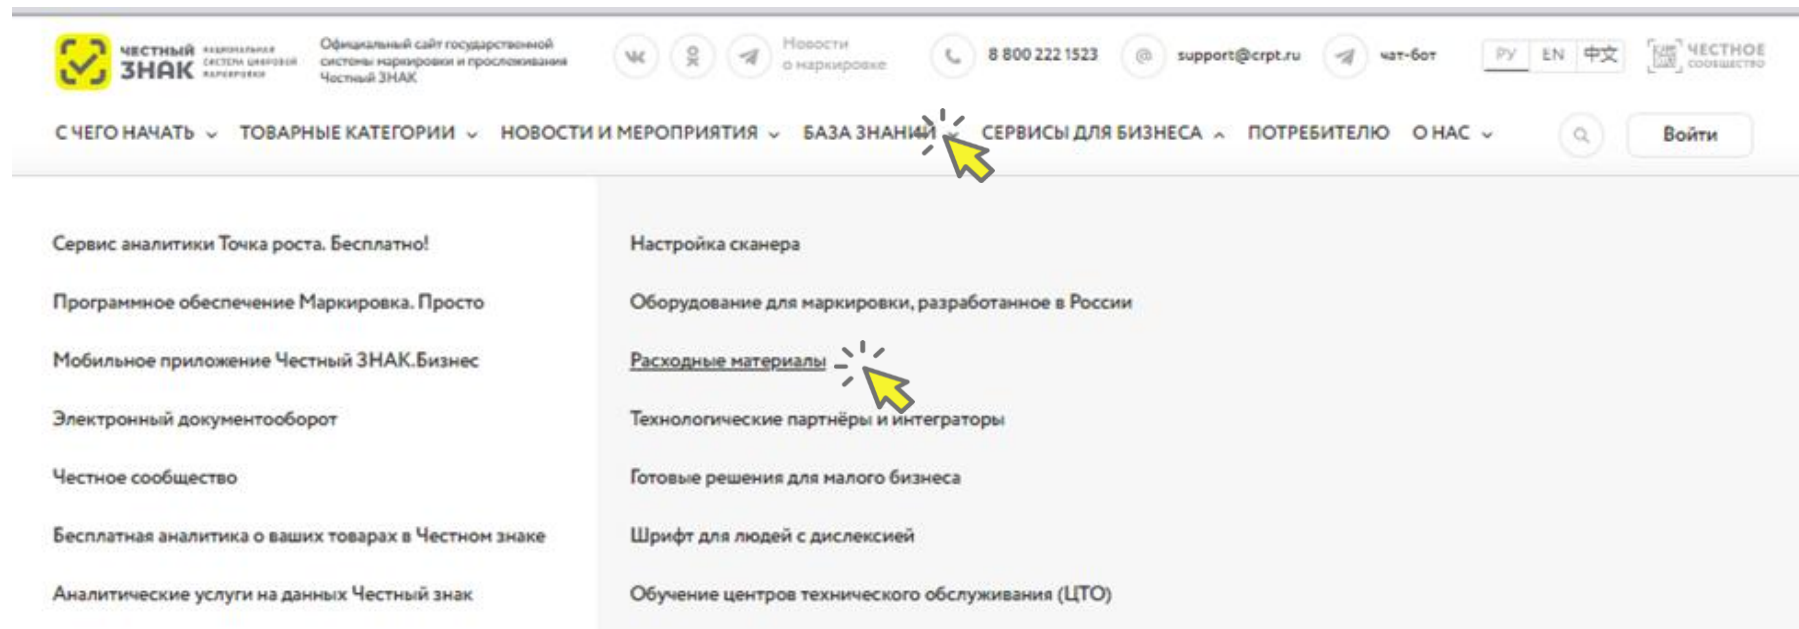 ЧЕСТНЫЙ ЗНАК
НАЦИОНАЛЬНАЯ СИСТЕМА ЦИФРОВОЙ МАРКИРОВКИ
Официальный сайт государственной
системы маркировки и прослеживания
Честный ЗНАК
Новости
о маркировке
8 800 222 1523
@ support@crpt.ru
чат-бот
РУ EN 中文
ЧЕСТНОЕ
СООБЩЕСТВО
С ЧЕГО НАЧАТЬ ТОВАРНЫЕ КАТЕГОРИИ НОВОСТИ И МЕРОПРИЯТИЯ БАЗА ЗНАНИЙ СЕРВИСЫ ДЛЯ БИЗНЕСА ПОТРЕБИТЕЛЮ О НАС Войти
Сервис аналитики Точка роста. Бесплатно!
Программное обеспечение Маркировка. Просто
Мобильное приложение Честный ЗНАК.Бизнес
Электронный документооборот
Честное сообщество
Бесплатная аналитика о ваших товарах в Честном знаке
Аналитические услуги на данных Честный знак
Настройка сканера
Оборудование для маркировки, разработанное в России
Расходные материалы
Технологические партнёры и интеграторы
Готовые решения для малого бизнеса
Шрифт для людей с дислексией
Обучение центров технического обслуживания (ЦТО)